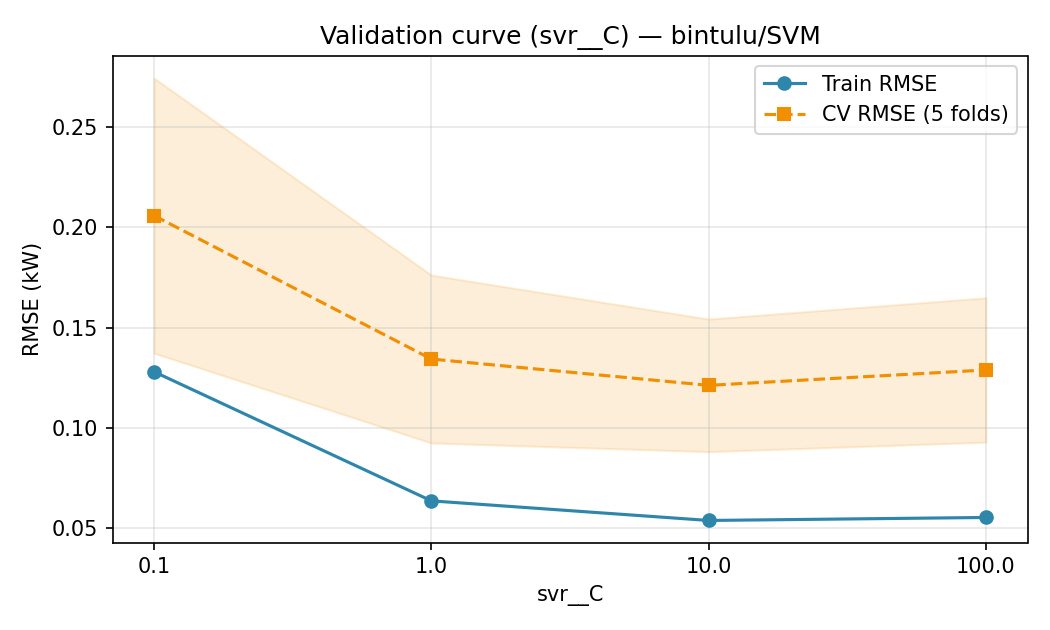 Validation curve (svr__C) — bintulu/SVM
Train RMSE
CV RMSE (5 folds)
RMSE (kW)
0.25
0.20
0.15
0.10
0.05
0.1
1.0
10.0
100.0
svr__C